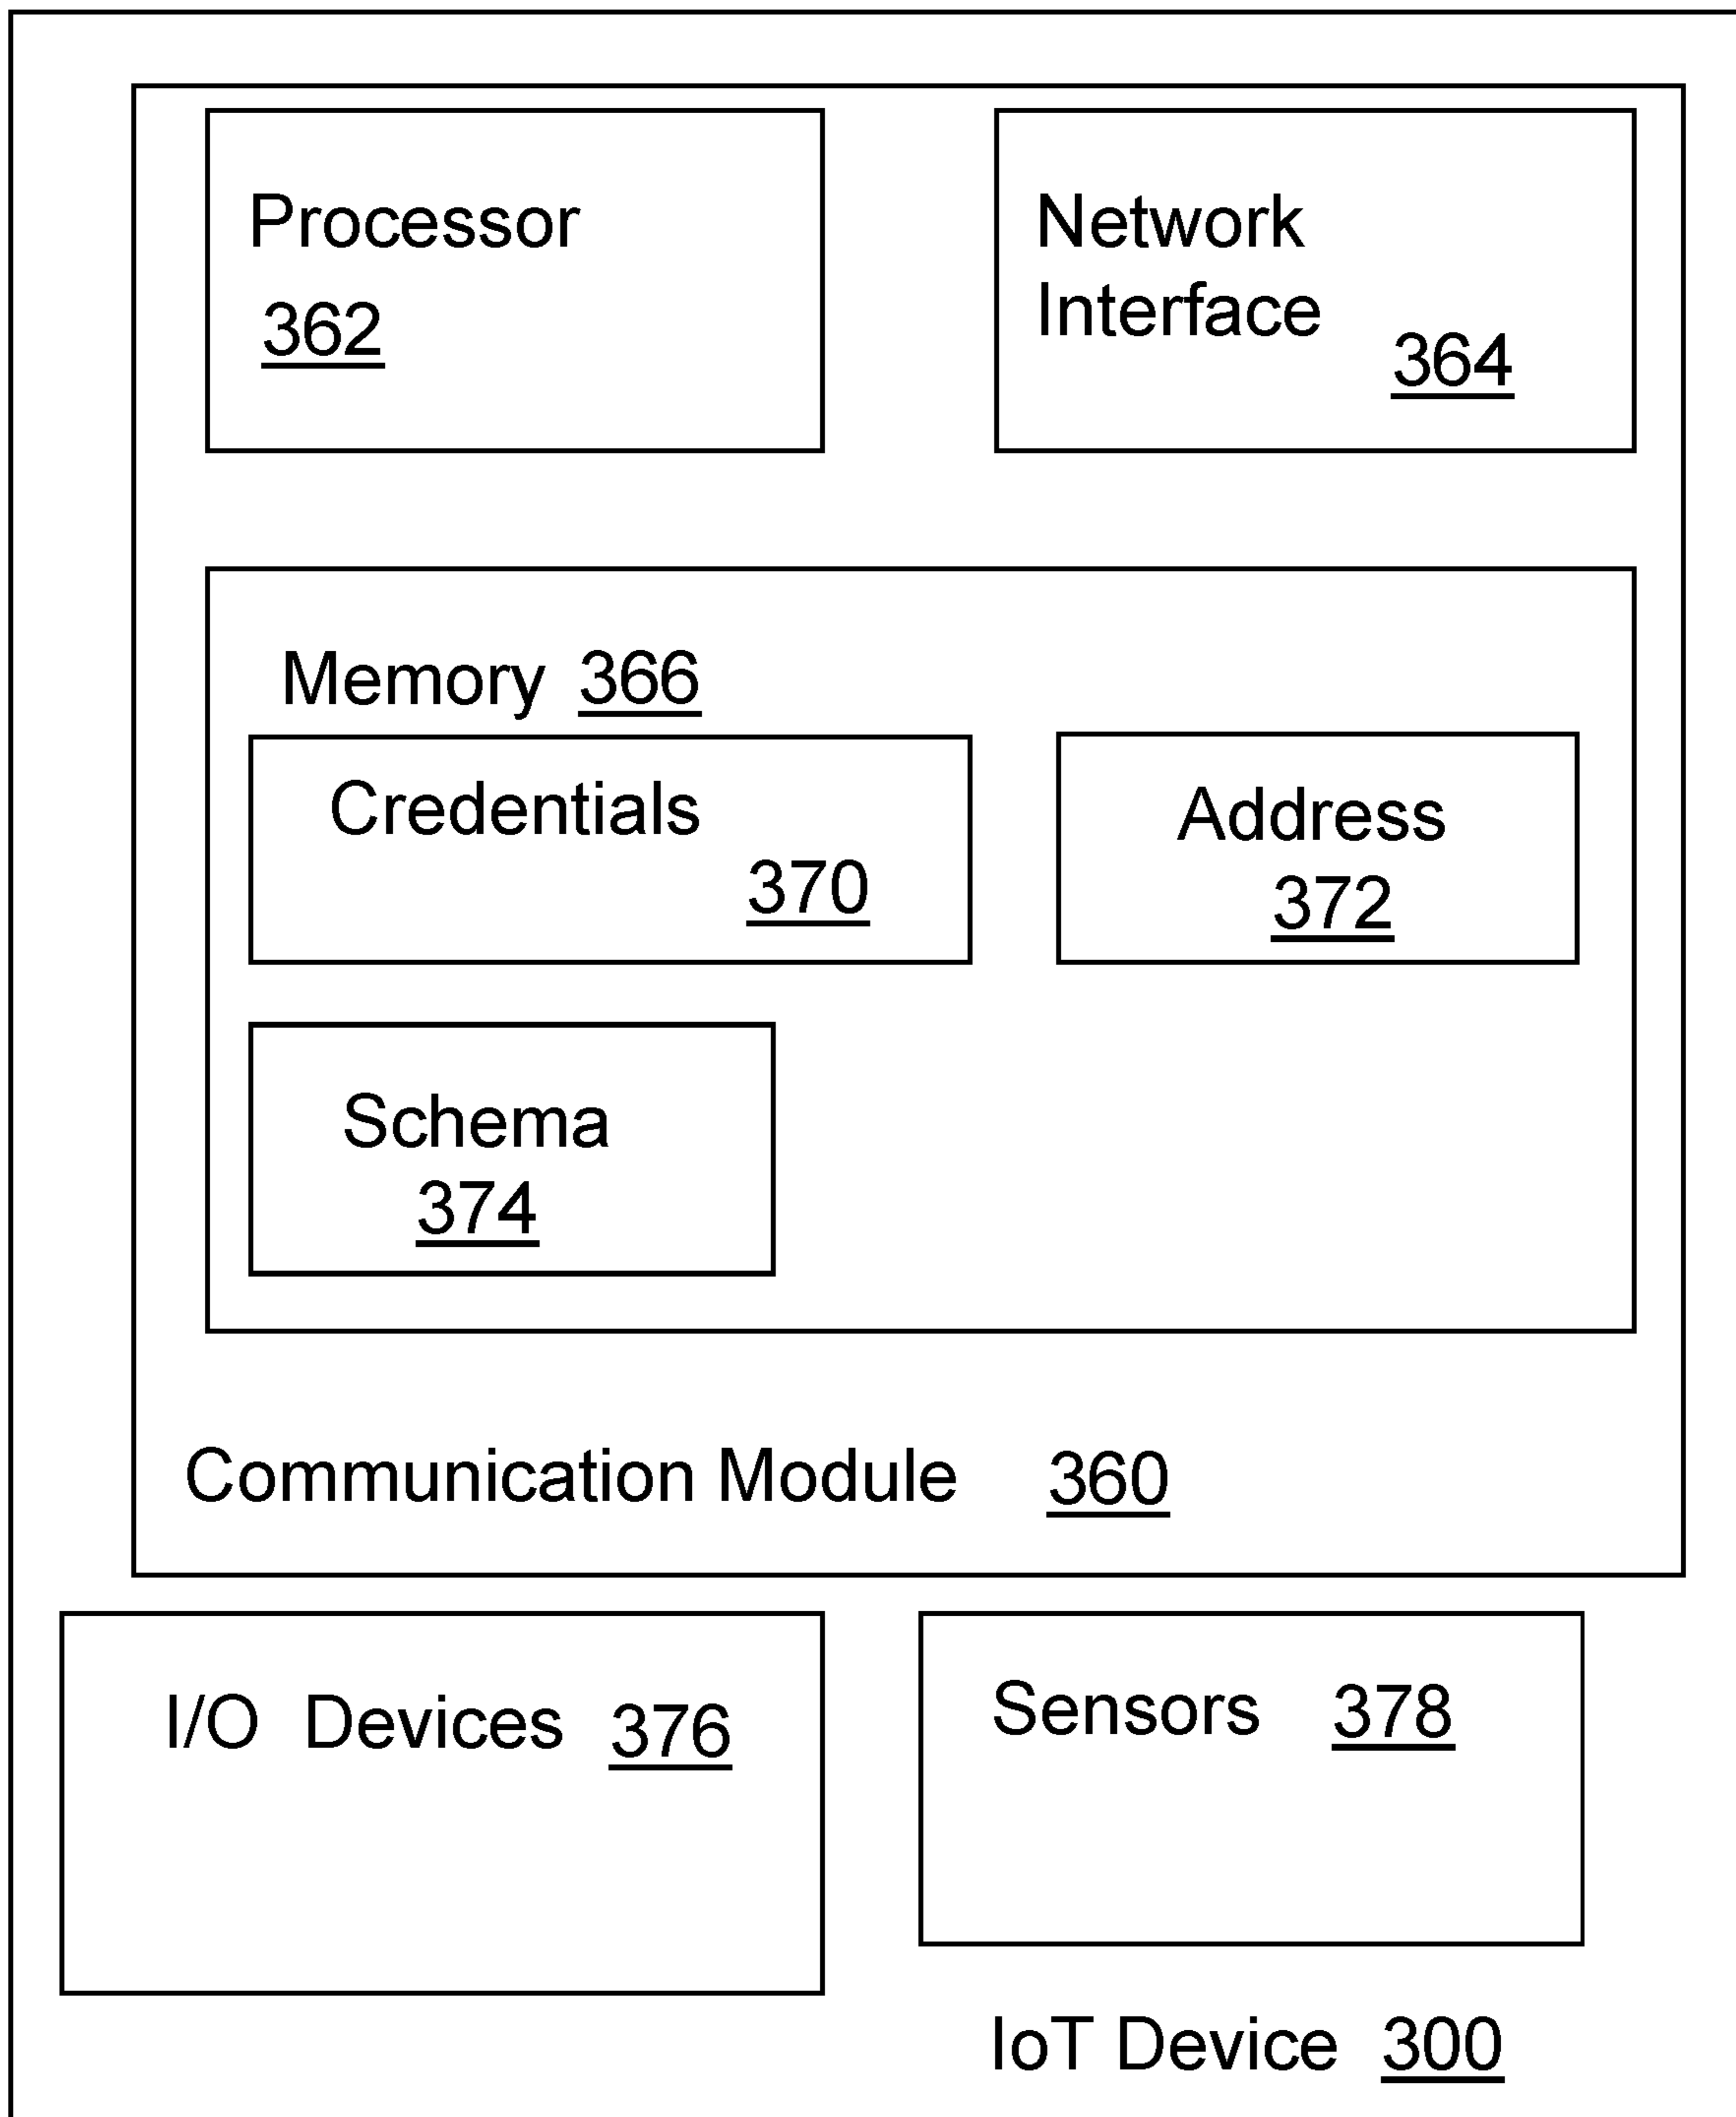 Processor
362
Network
Interface
364
Memory 366
Credentials
370
Address
372
Schema
374
Communication Module 360
I/O Devices 376
Sensors 378
IoT Device 300